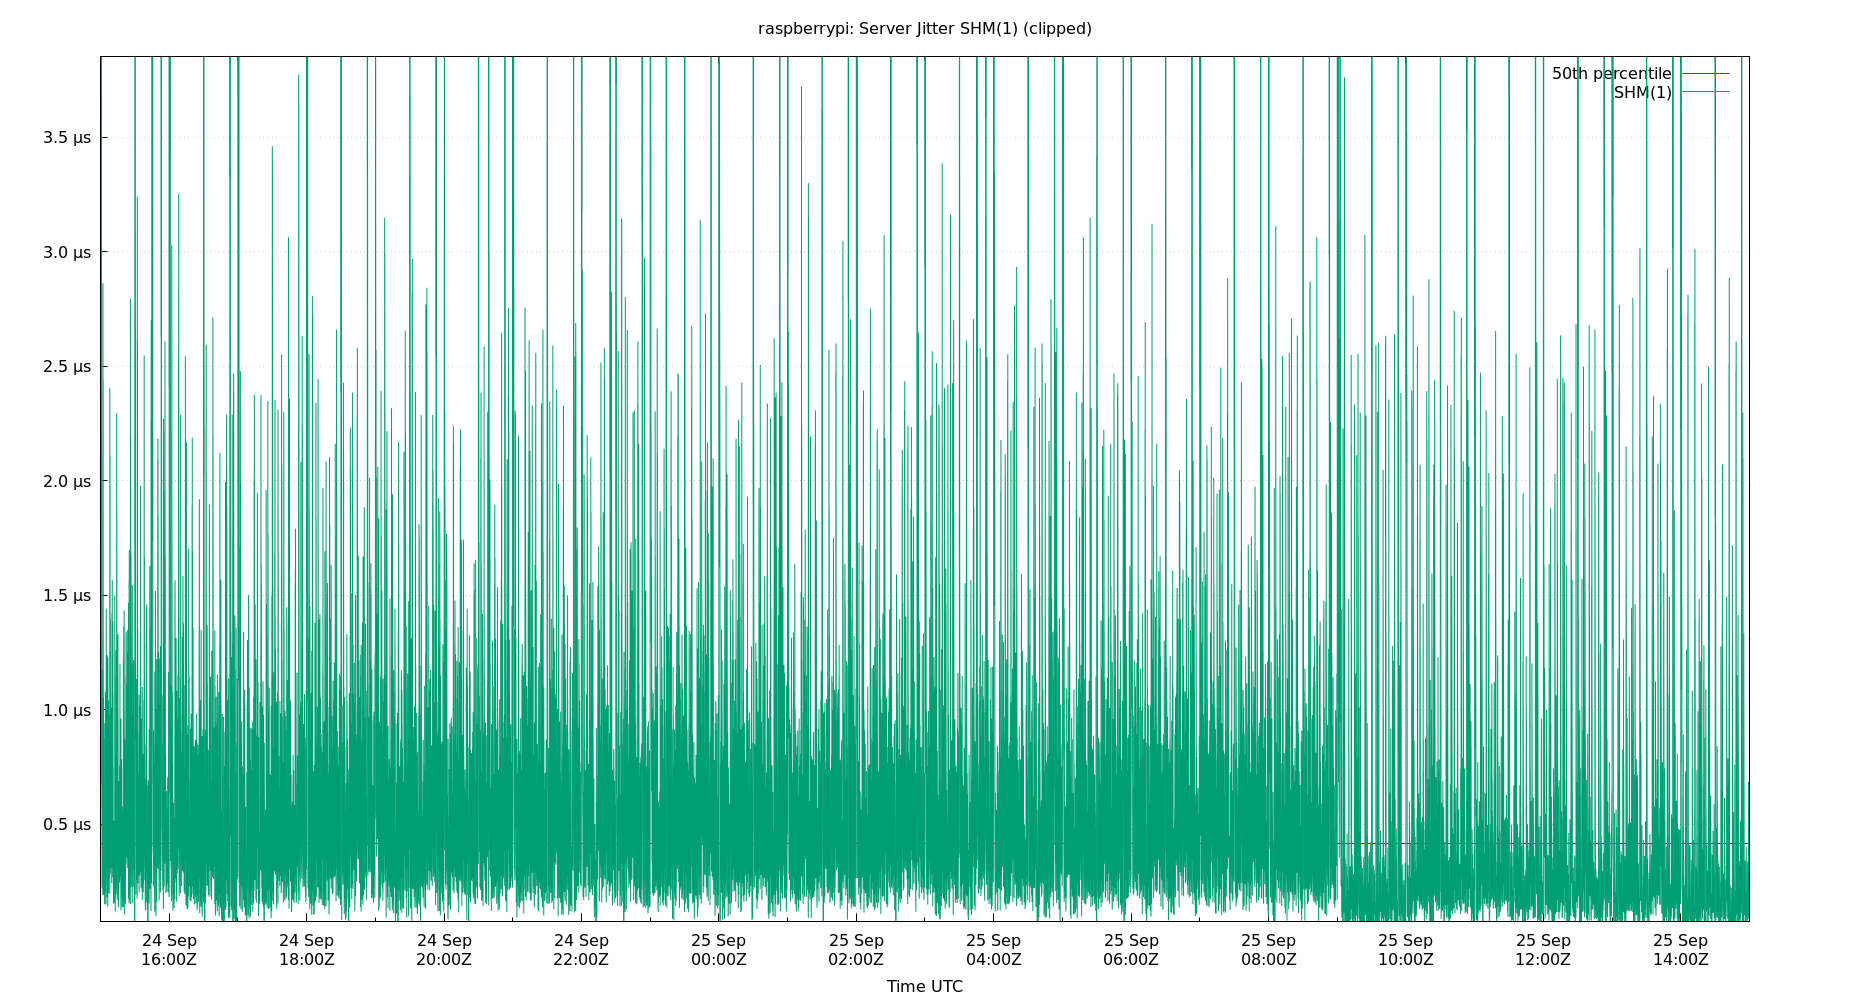 raspberrypi: Server Jitter SHM(1) (clipped)
50th percentile
SHM(1)
3.5 µs
3.0 µs
2.5 µs
2.0 µs
1.5 µs
1.0 µs
0.5 µs
24 Sep 24 Sep 24 Sep 24 Sep 25 Sep 25 Sep 25 Sep 25 Sep 25 Sep 25 Sep 25 Sep 25 Sep
16:00Z 18:00Z 20:00Z 22:00Z 00:00Z 02:00Z 04:00Z 06:00Z 08:00Z 10:00Z 12:00Z 14:00Z
Time UTC